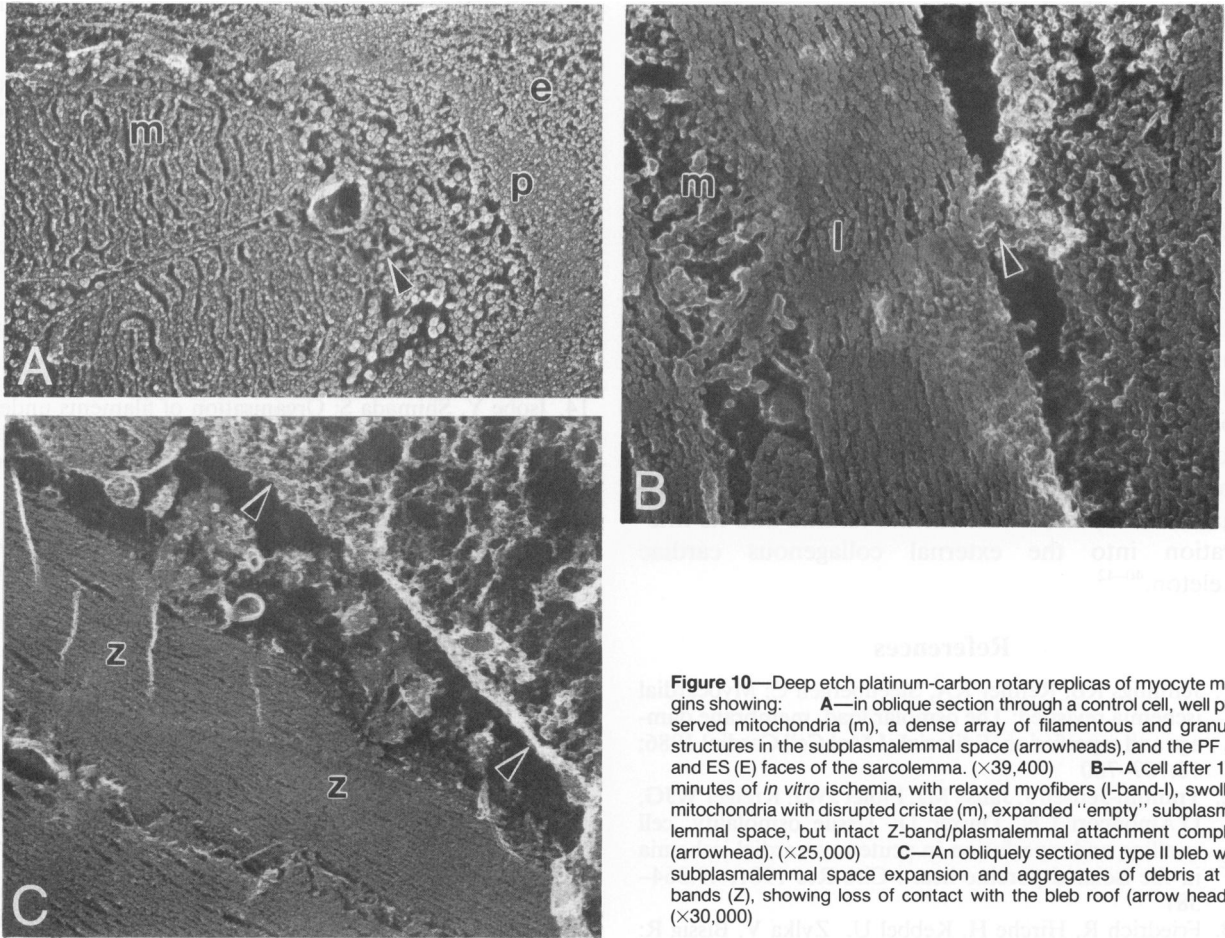 m
e
p
A
m
I
B
z
z
C
ation into the external collagenous cardiac
References
Figure 10—Deep etch platinum-carbon rotary replicas of myocyte m
gins showing: A—in oblique section through a control cell, well p
served mitochondria (m), a dense array of filamentous and granu
structures in the subplasmalemmal space (arrowheads), and the PF
and ES (E) faces of the sarcolemma. (×39,400) B—A cell after 1
minutes of in vitro ischemia, with relaxed myofibers (I-band-I), swoll
mitochondria with disrupted cristae (m), expanded "empty" subplasm
lemmal space, but intact Z-band/plasmalemmal attachment compl
(arrowhead). (×25,000) C—An obliquely sectioned type II bleb w
subplasmalemmal space expansion and aggregates of debris at
bands (Z), showing loss of contact with the bleb roof (arrow head
(×30,000)